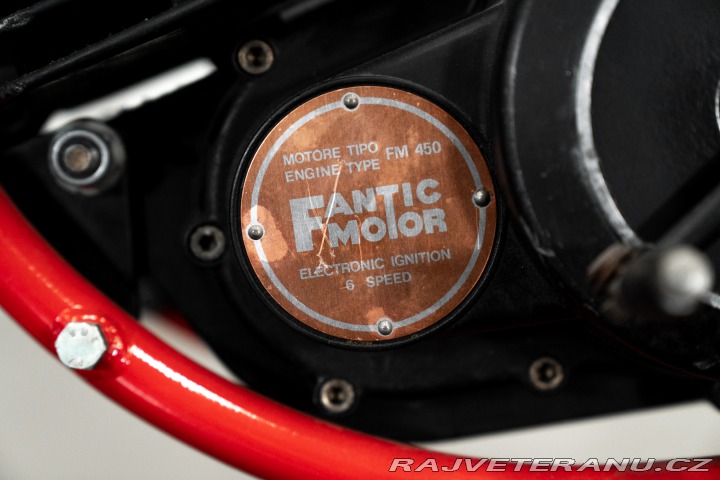 MOTORE TIPO
ENGINE TYPE FM 450
FANTIC
MOTOR
ELECTRONIC IGNITION
6 SPEED
RAJVETERANU.CZ